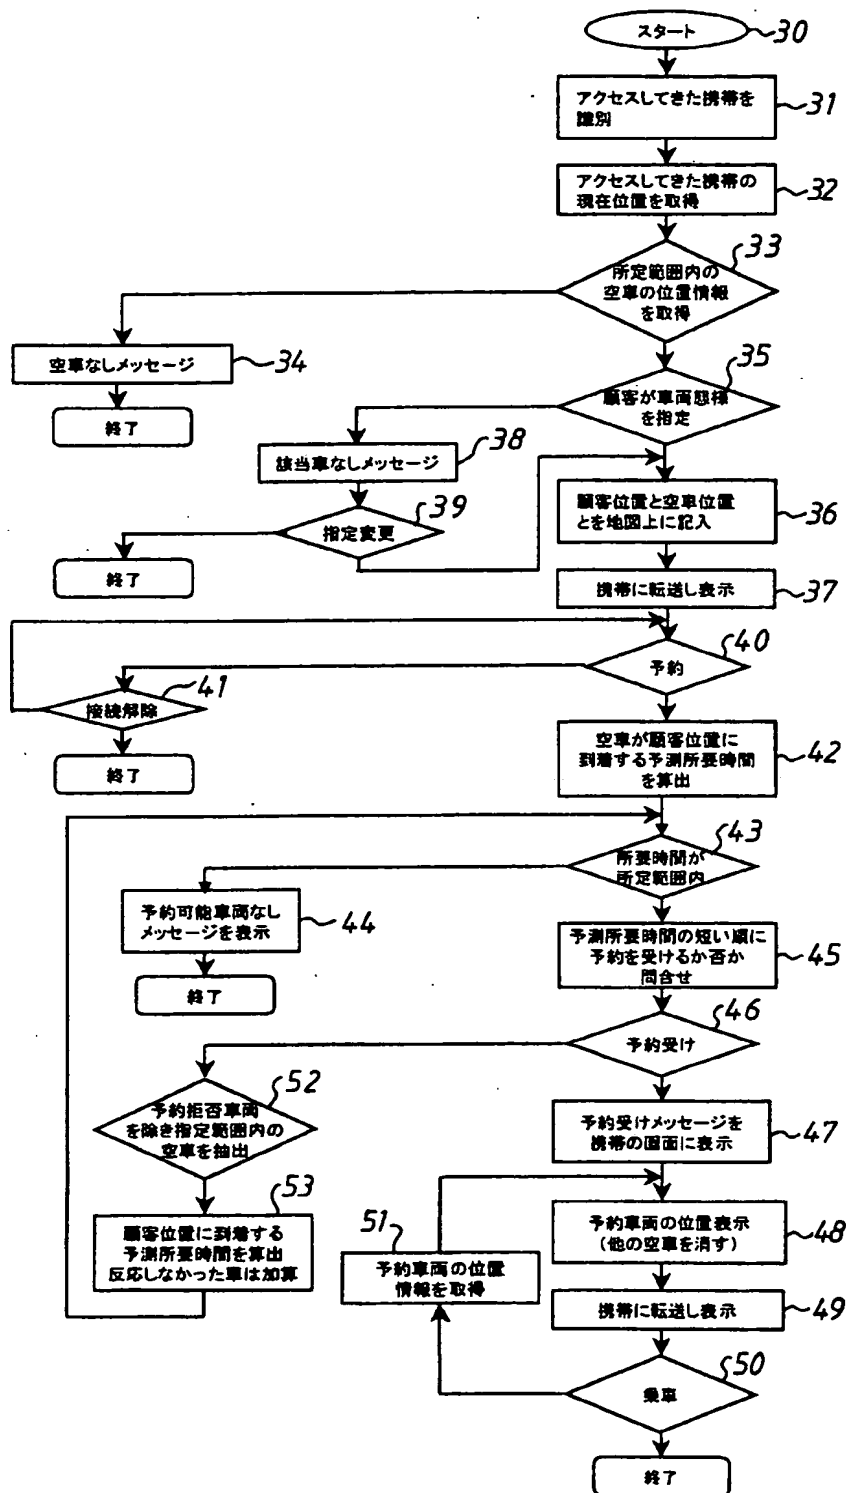 スタート
30
アクセスしてきた携帯を
識別
31
アクセスしてきた携帯の
現在位置を取得
32
33
所定範囲内の
空車の位置情報
を取得
空車なしメッセージ
34
終了
35
顧客が車両態様
を指定
該当車なしメッセージ
38
39
指定変更
終了
顧客位置と空車位置
とを地図上に記入
36
携帯に転送し表示
37
40
予約
41
接続解除
終了
空車が顧客位置に
到着する予測所要時間
を算出
42
43
所要時間が
所定範囲内
予約可能車両なし
メッセージを表示
44
終了
予測所要時間の短い順に
予約を受けるか否か
問合せ
45
46
予約受け
52
予約拒否車両
を除き指定範囲内の
空車を抽出
予約受けメッセージを
携帯の画面に表示
47
53
顧客位置に到着する
予測所要時間を算出
反応しなかった車は加算
51
予約車両の位置
情報を取得
予約車両の位置表示
(他の空車を消す)
48
携帯に転送し表示
49
50
乗車
終了